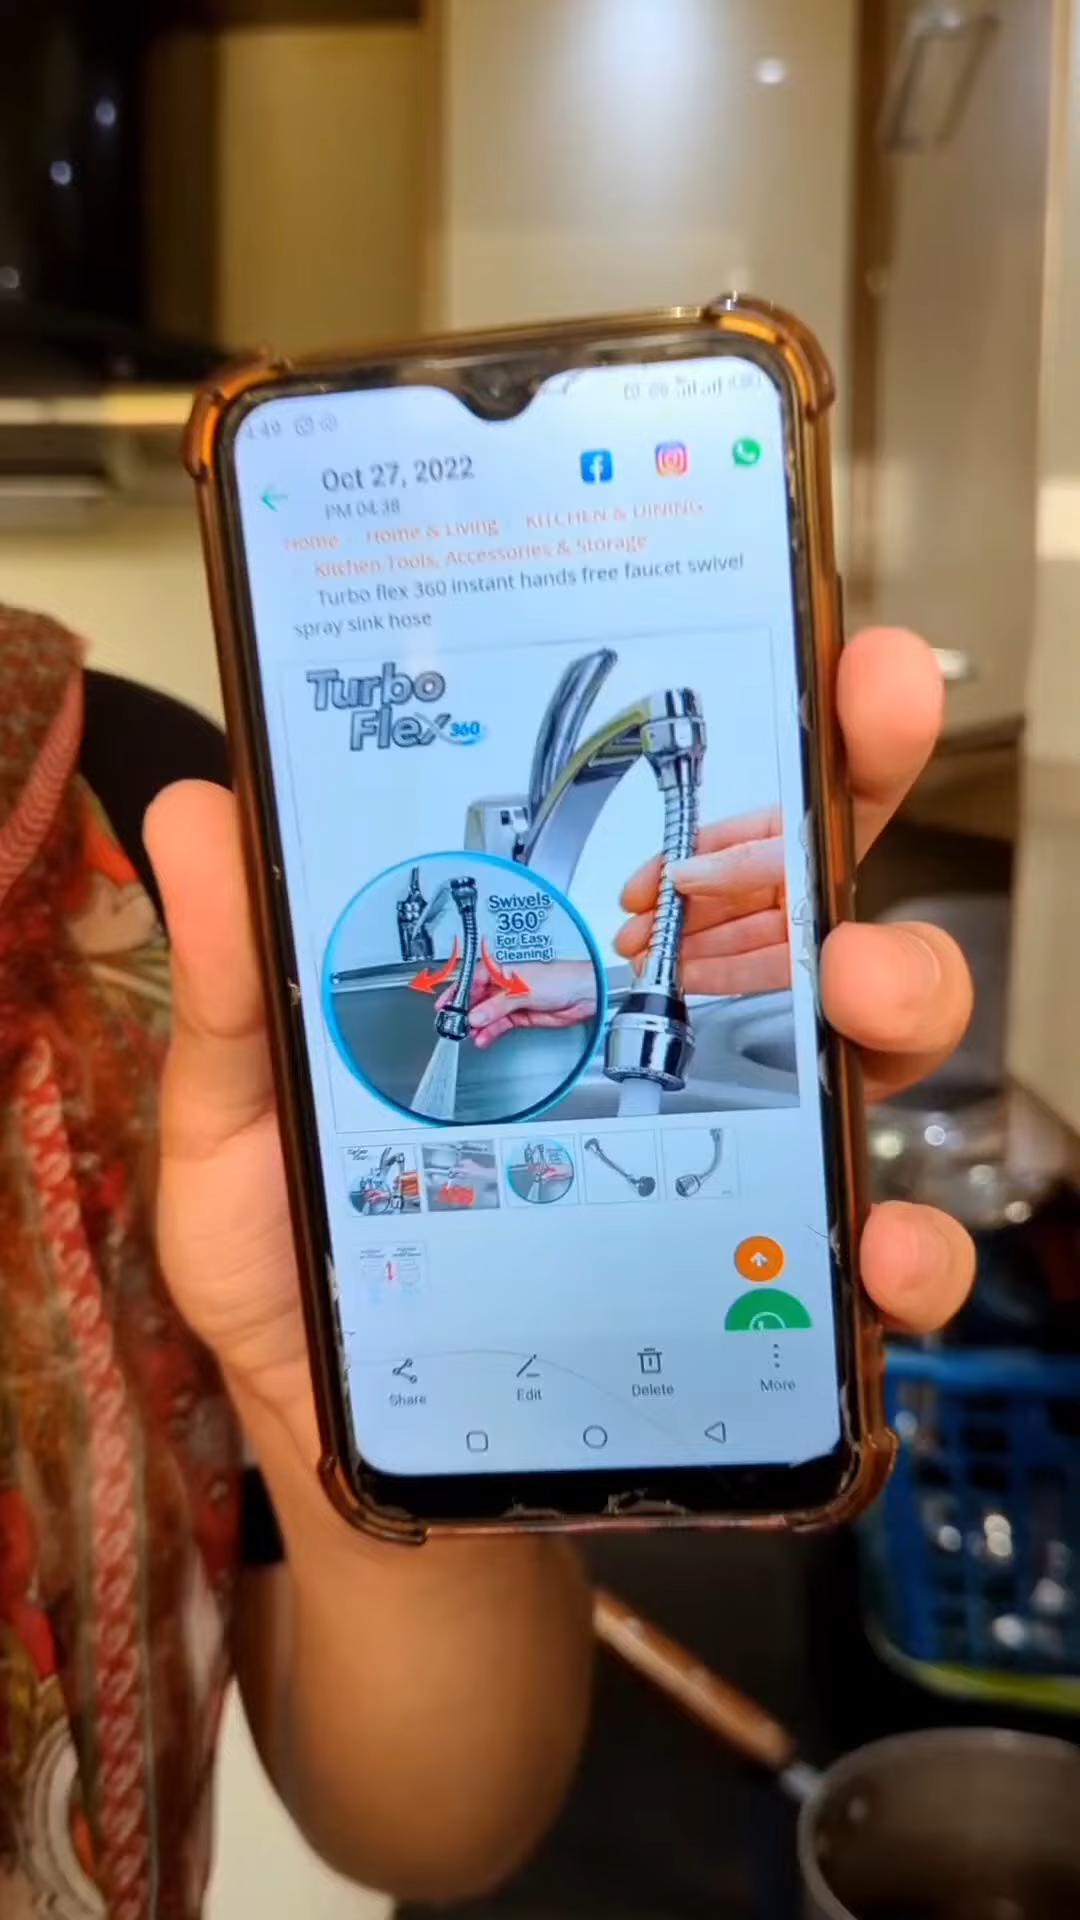 4:49
Oct 27, 2022
PM 04:38
Home Home & Living KITCHEN & DINING
Kitchen Tools, Accessories & Storage
Turbo flex 360 instant hands free faucet swivel
spray sink hose
Turbo
Flex 360
Swivels
360°
For Easy
Cleaning!
Share Edit Delete More